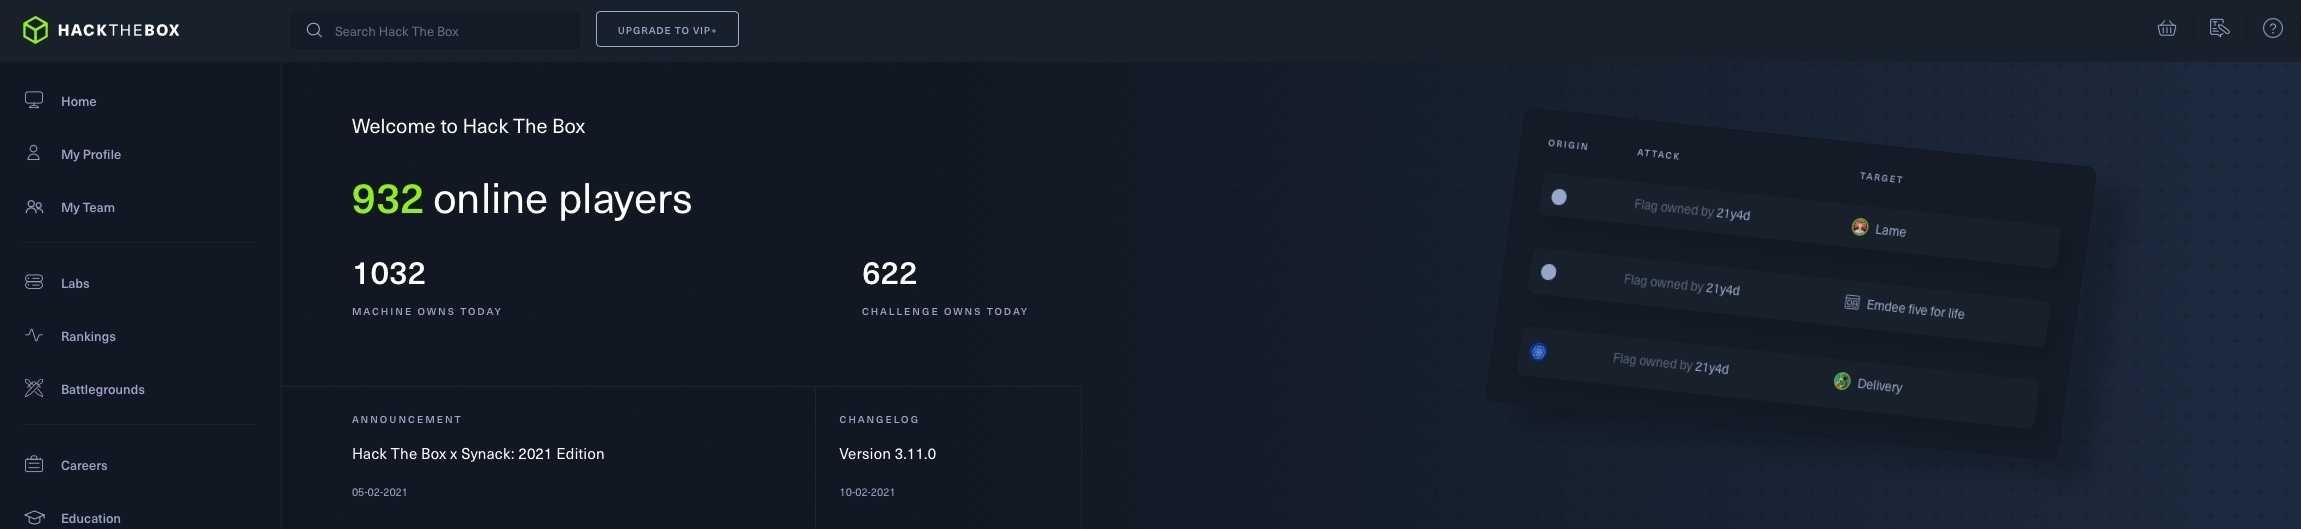 HACKTHEBOX
Search Hack The Box
UPGRADE TO VIP+
Home
My Profile
My Team
Labs
Rankings
Battlegrounds
Careers
Education
Welcome to Hack The Box
932 online players
1032
MACHINE OWNS TODAY
622
CHALLENGE OWNS TODAY
ANNOUNCEMENT
Hack The Box x Synack: 2021 Edition
05-02-2021
CHANGELOG
Version 3.11.0
10-02-2021
ORIGIN ATTACK TARGET
Flag owned by 21y4d Lame
Flag owned by 21y4d Emdee five for life
Flag owned by 21y4d Delivery